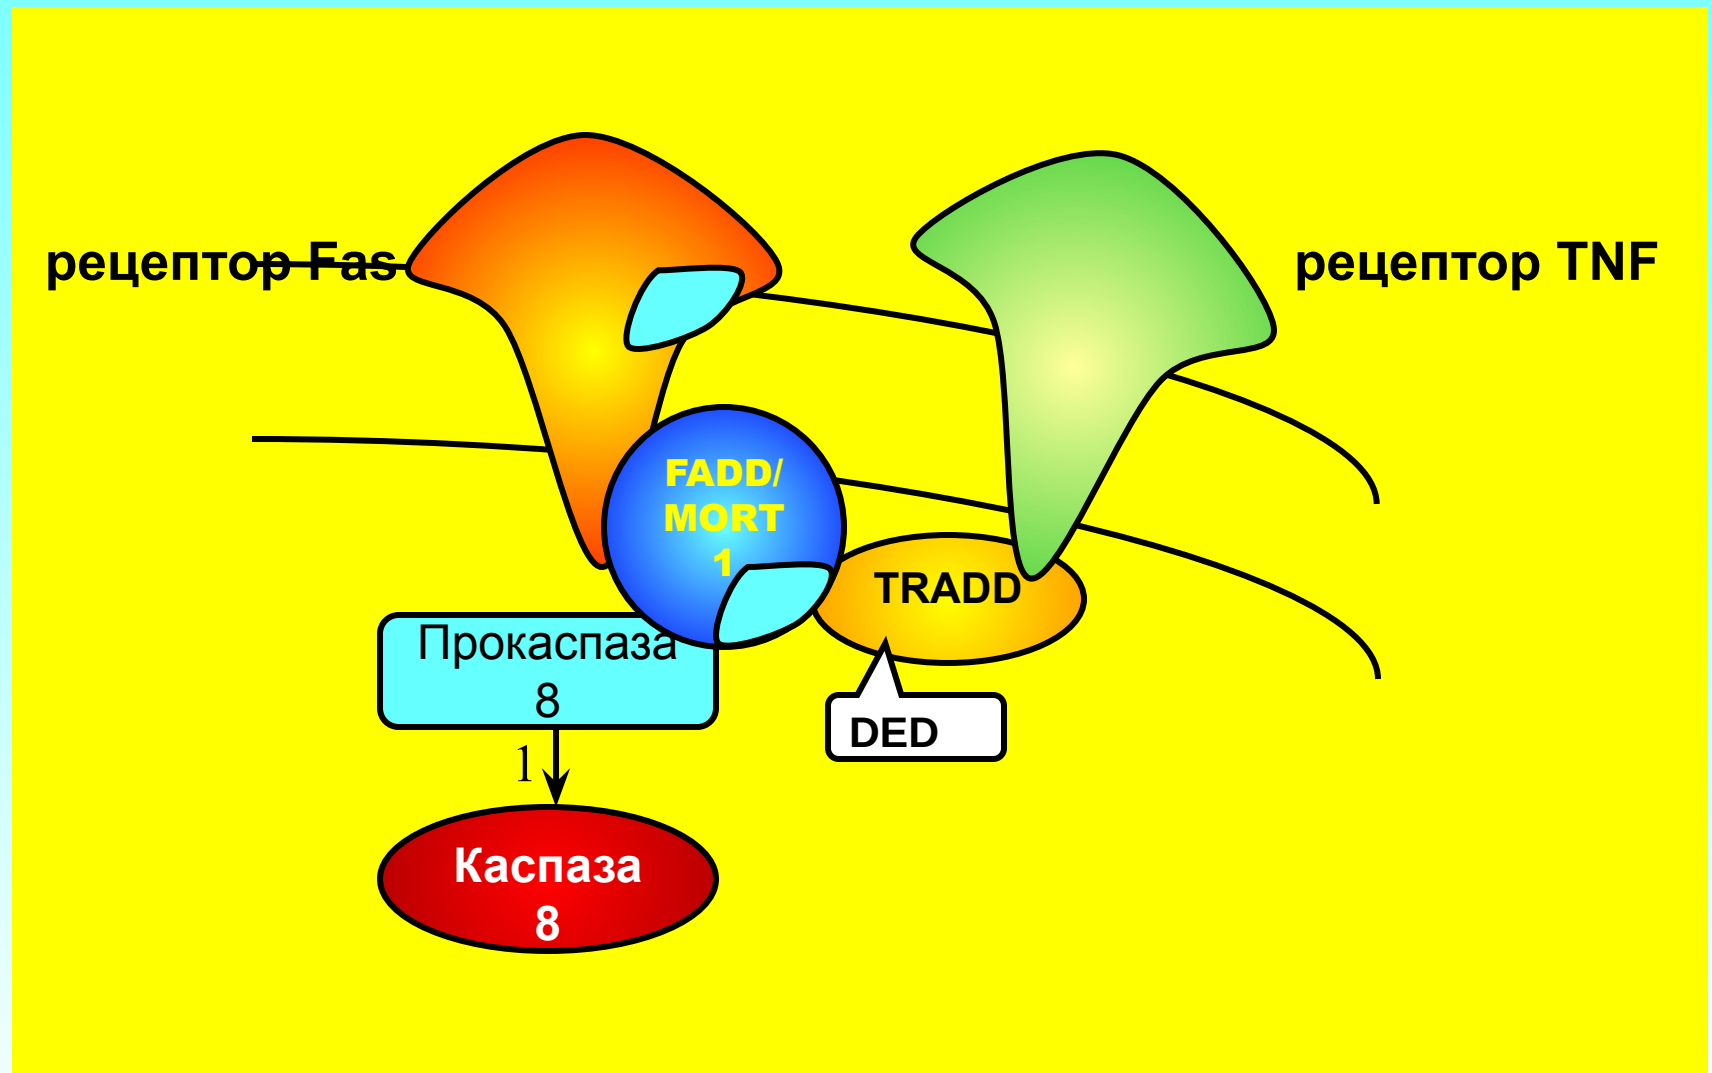 рецептор Fas
рецептор TNF
FADD/
MORT
1
TRADD
Прокаспаза
8
DED
1
Каспаза
8